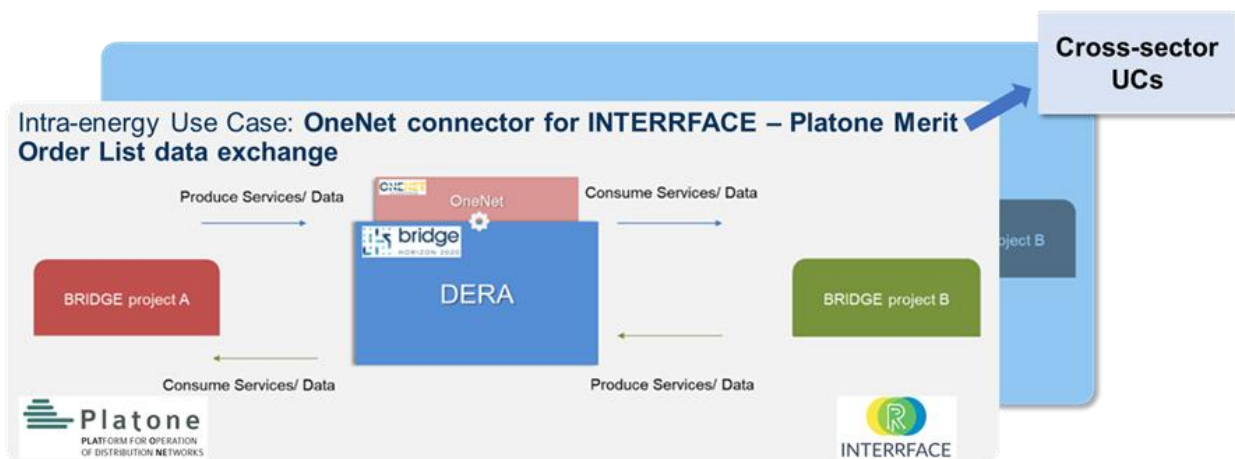 Cross-sector
UCs
Intra-energy Use Case: OneNet connector for INTERRFACE – Platone Merit
Order List data exchange
Produce Services/ Data
ONENET
OneNet
Consume Services/ Data
bridge
HORIZON 2020
DERA
BRIDGE project A
BRIDGE project B
oject B
Consume Services/ Data
Produce Services/ Data
Platone
PLATFORM FOR OPERATION
OF DISTRIBUTION NETWORKS
R
INTERRFACE